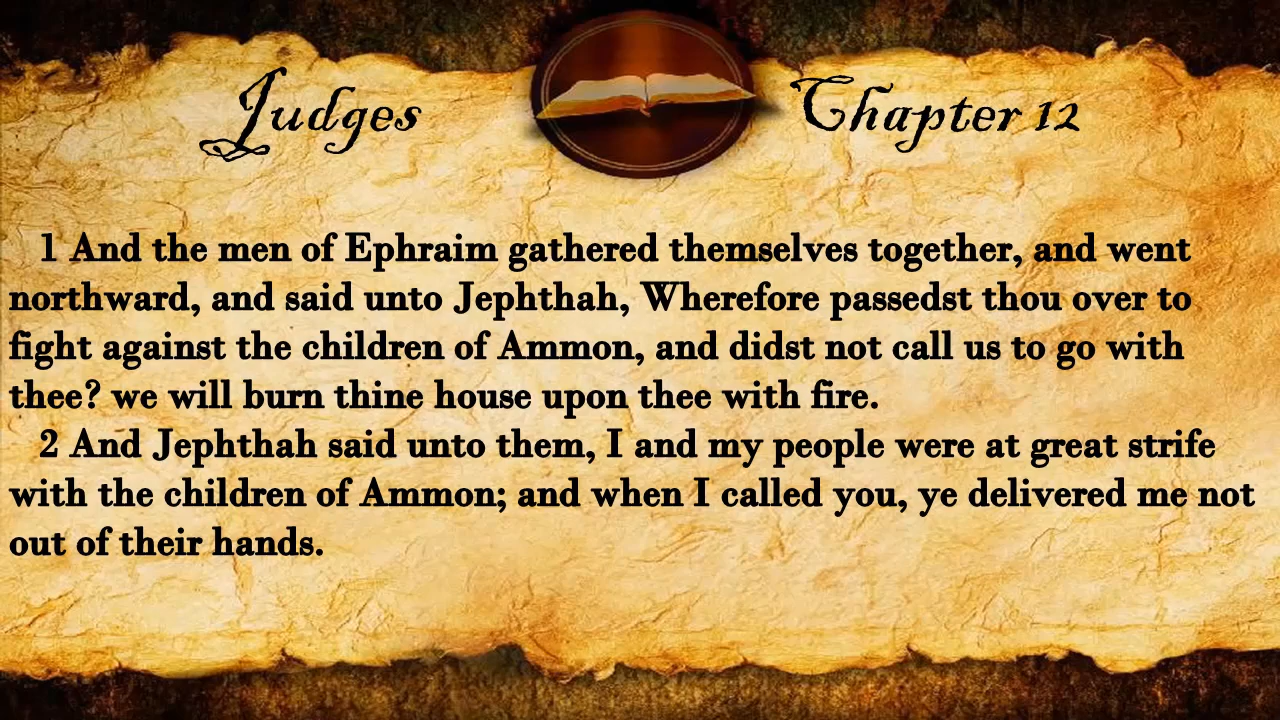 Judges Chapter 12
1 And the men of Ephraim gathered themselves together, and went
northward, and said unto Jephthah, Wherefore passedst thou over to
fight against the children of Ammon, and didst not call us to go with
thee? we will burn thine house upon thee with fire.
2 And Jephthah said unto them, I and my people were at great strife
with the children of Ammon; and when I called you, ye delivered me not
out of their hands.